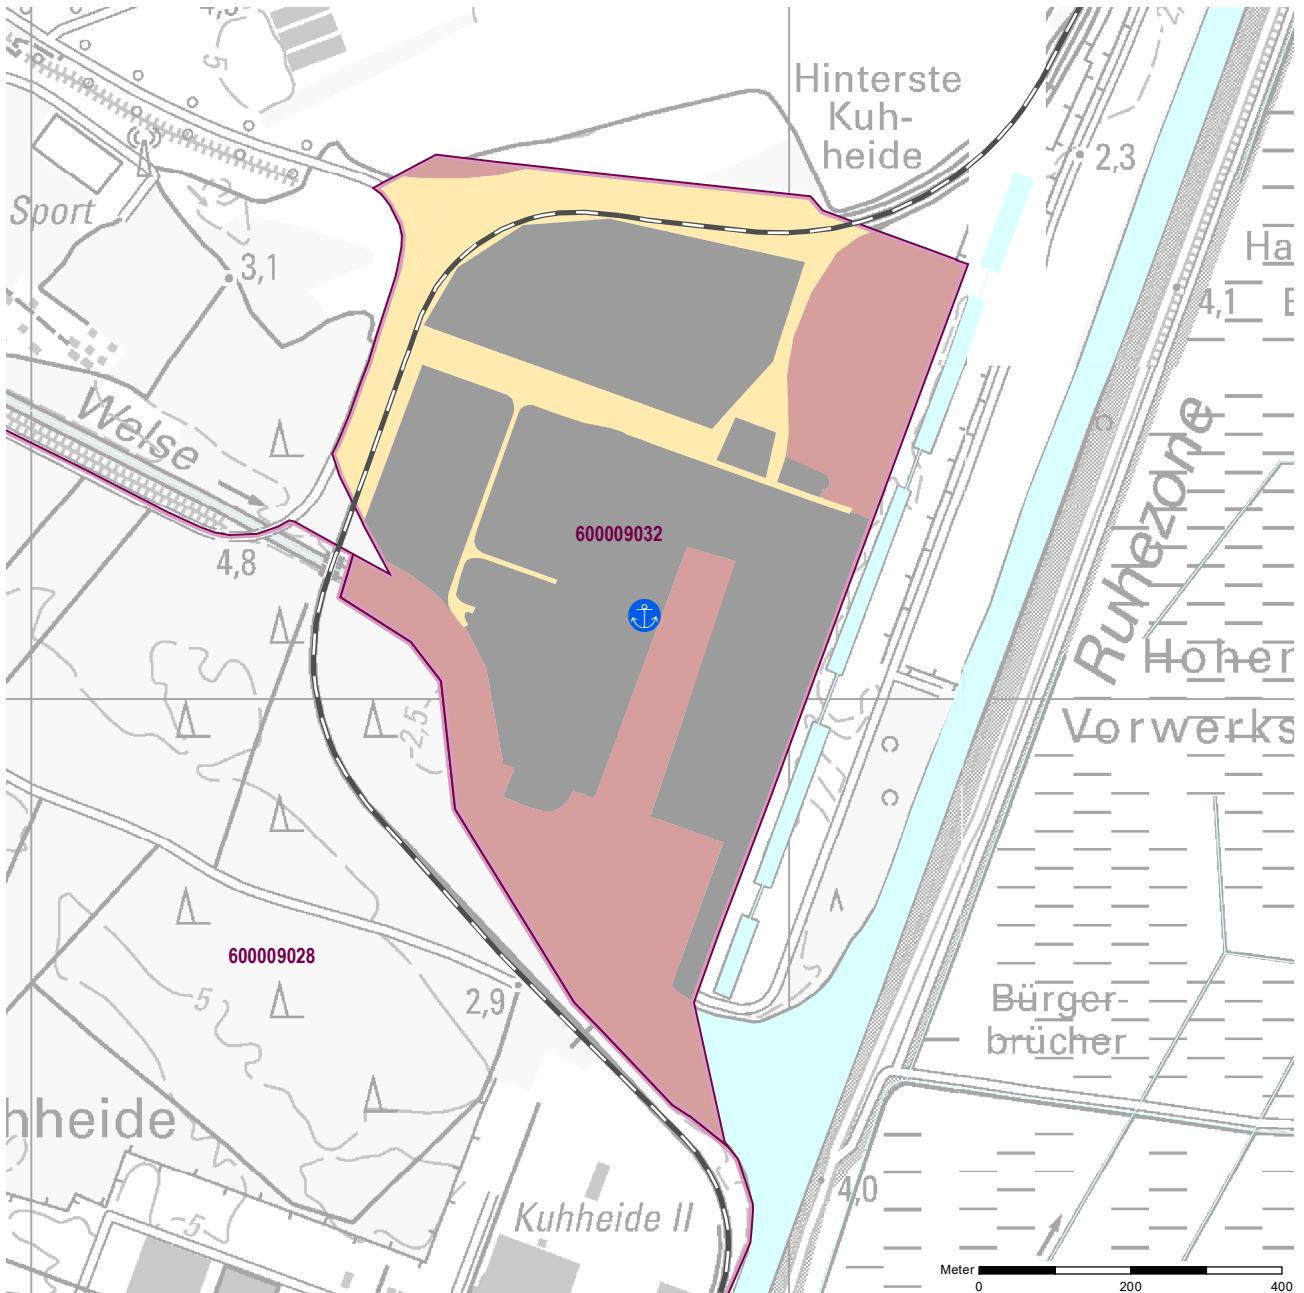 Hinterste
Kuh-
heide
2,3
5
Sport
3,1
Ha
4,1
Welse
Ruhezone
600009032
4,8
Hoher
2,5
Vorwerks
600009028
5
2,9
Bürger-
brücher
hheide
4,0
Kuhheide II
5
Meter
0
200
400